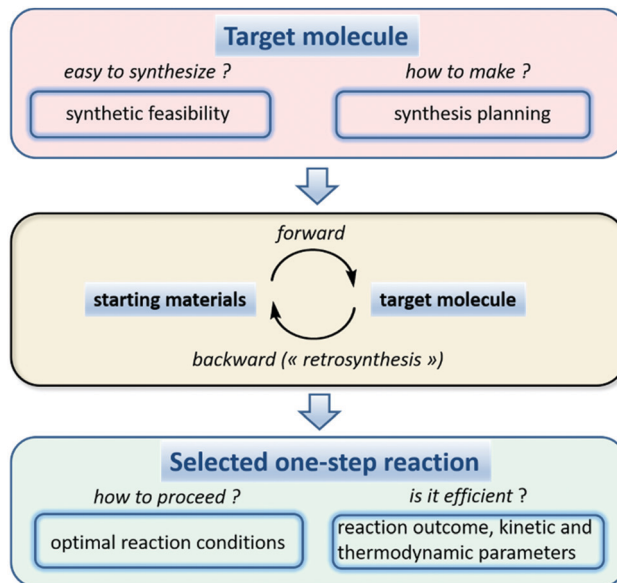 Target molecule
easy to synthesize ?
how to make ?
synthetic feasibility
synthesis planning
forward
starting materials
target molecule
backward (« retrosynthesis »)
Selected one-step reaction
how to proceed ?
is it efficient ?
optimal reaction conditions
reaction outcome, kinetic and
thermodynamic parameters